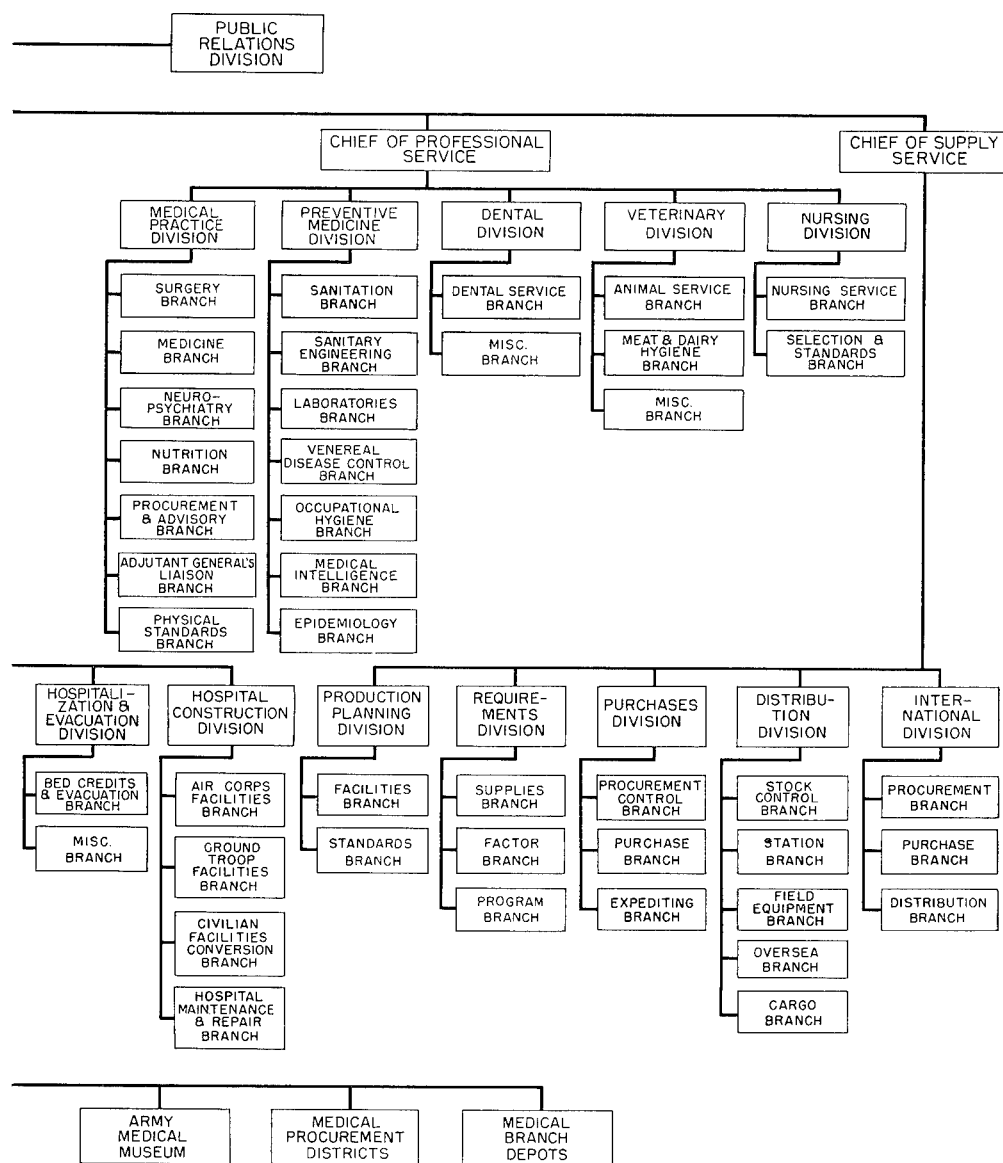 PUBLIC
RELATIONS
DIVISION
CHIEF OF PROFESSIONAL
SERVICE
CHIEF OF SUPPLY
SERVICE
MEDICAL
PRACTICE
DIVISION
PREVENTIVE
MEDICINE
DIVISION
DENTAL
DIVISION
VETERINARY
DIVISION
NURSING
DIVISION
SURGERY
BRANCH
MEDICINE
BRANCH
NEURO-
PSYCHIATRY
BRANCH
NUTRITION
BRANCH
PROCUREMENT
& ADVISORY
BRANCH
ADJUTANT GENERAL'S
LIAISON
BRANCH
PHYSICAL
STANDARDS
BRANCH
SANITATION
BRANCH
SANITARY
ENGINEERING
BRANCH
LABORATORIES
BRANCH
VENEREAL
DISEASE CONTROL
BRANCH
OCCUPATIONAL
HYGIENE
BRANCH
MEDICAL
INTELLIGENCE
BRANCH
EPIDEMIOLOGY
BRANCH
DENTAL SERVICE
BRANCH
MISC.
BRANCH
ANIMAL SERVICE
BRANCH
MEAT & DAIRY
HYGIENE
BRANCH
MISC.
BRANCH
NURSING SERVICE
BRANCH
SELECTION &
STANDARDS
BRANCH
HOSPITALI-
ZATION &
EVACUATION
DIVISION
HOSPITAL
CONSTRUCTION
DIVISION
PRODUCTION
PLANNING
DIVISION
REQUIRE-
MENTS
DIVISION
PURCHASES
DIVISION
DISTRIBU-
TION
DIVISION
INTER-
NATIONAL
DIVISION
BED CREDITS
& EVACUATION
BRANCH
MISC.
BRANCH
AIR CORPS
FACILITIES
BRANCH
GROUND
TROOP
FACILITIES
BRANCH
CIVILIAN
FACILITIES
CONVERSION
BRANCH
HOSPITAL
MAINTENANCE
& REPAIR
BRANCH
FACILITIES
BRANCH
STANDARDS
BRANCH
SUPPLIES
BRANCH
FACTOR
BRANCH
PROGRAM
BRANCH
PROCUREMENT
CONTROL
BRANCH
PURCHASE
BRANCH
EXPEDITING
BRANCH
STOCK
CONTROL
BRANCH
STATION
BRANCH
FIELD
EQUIPMENT
BRANCH
OVERSEA
BRANCH
CARGO
BRANCH
PROCUREMENT
BRANCH
PURCHASE
BRANCH
DISTRIBUTION
BRANCH
ARMY
MEDICAL
MUSEUM
MEDICAL
PROCUREMENT
DISTRICTS
MEDICAL
BRANCH
DEPOTS